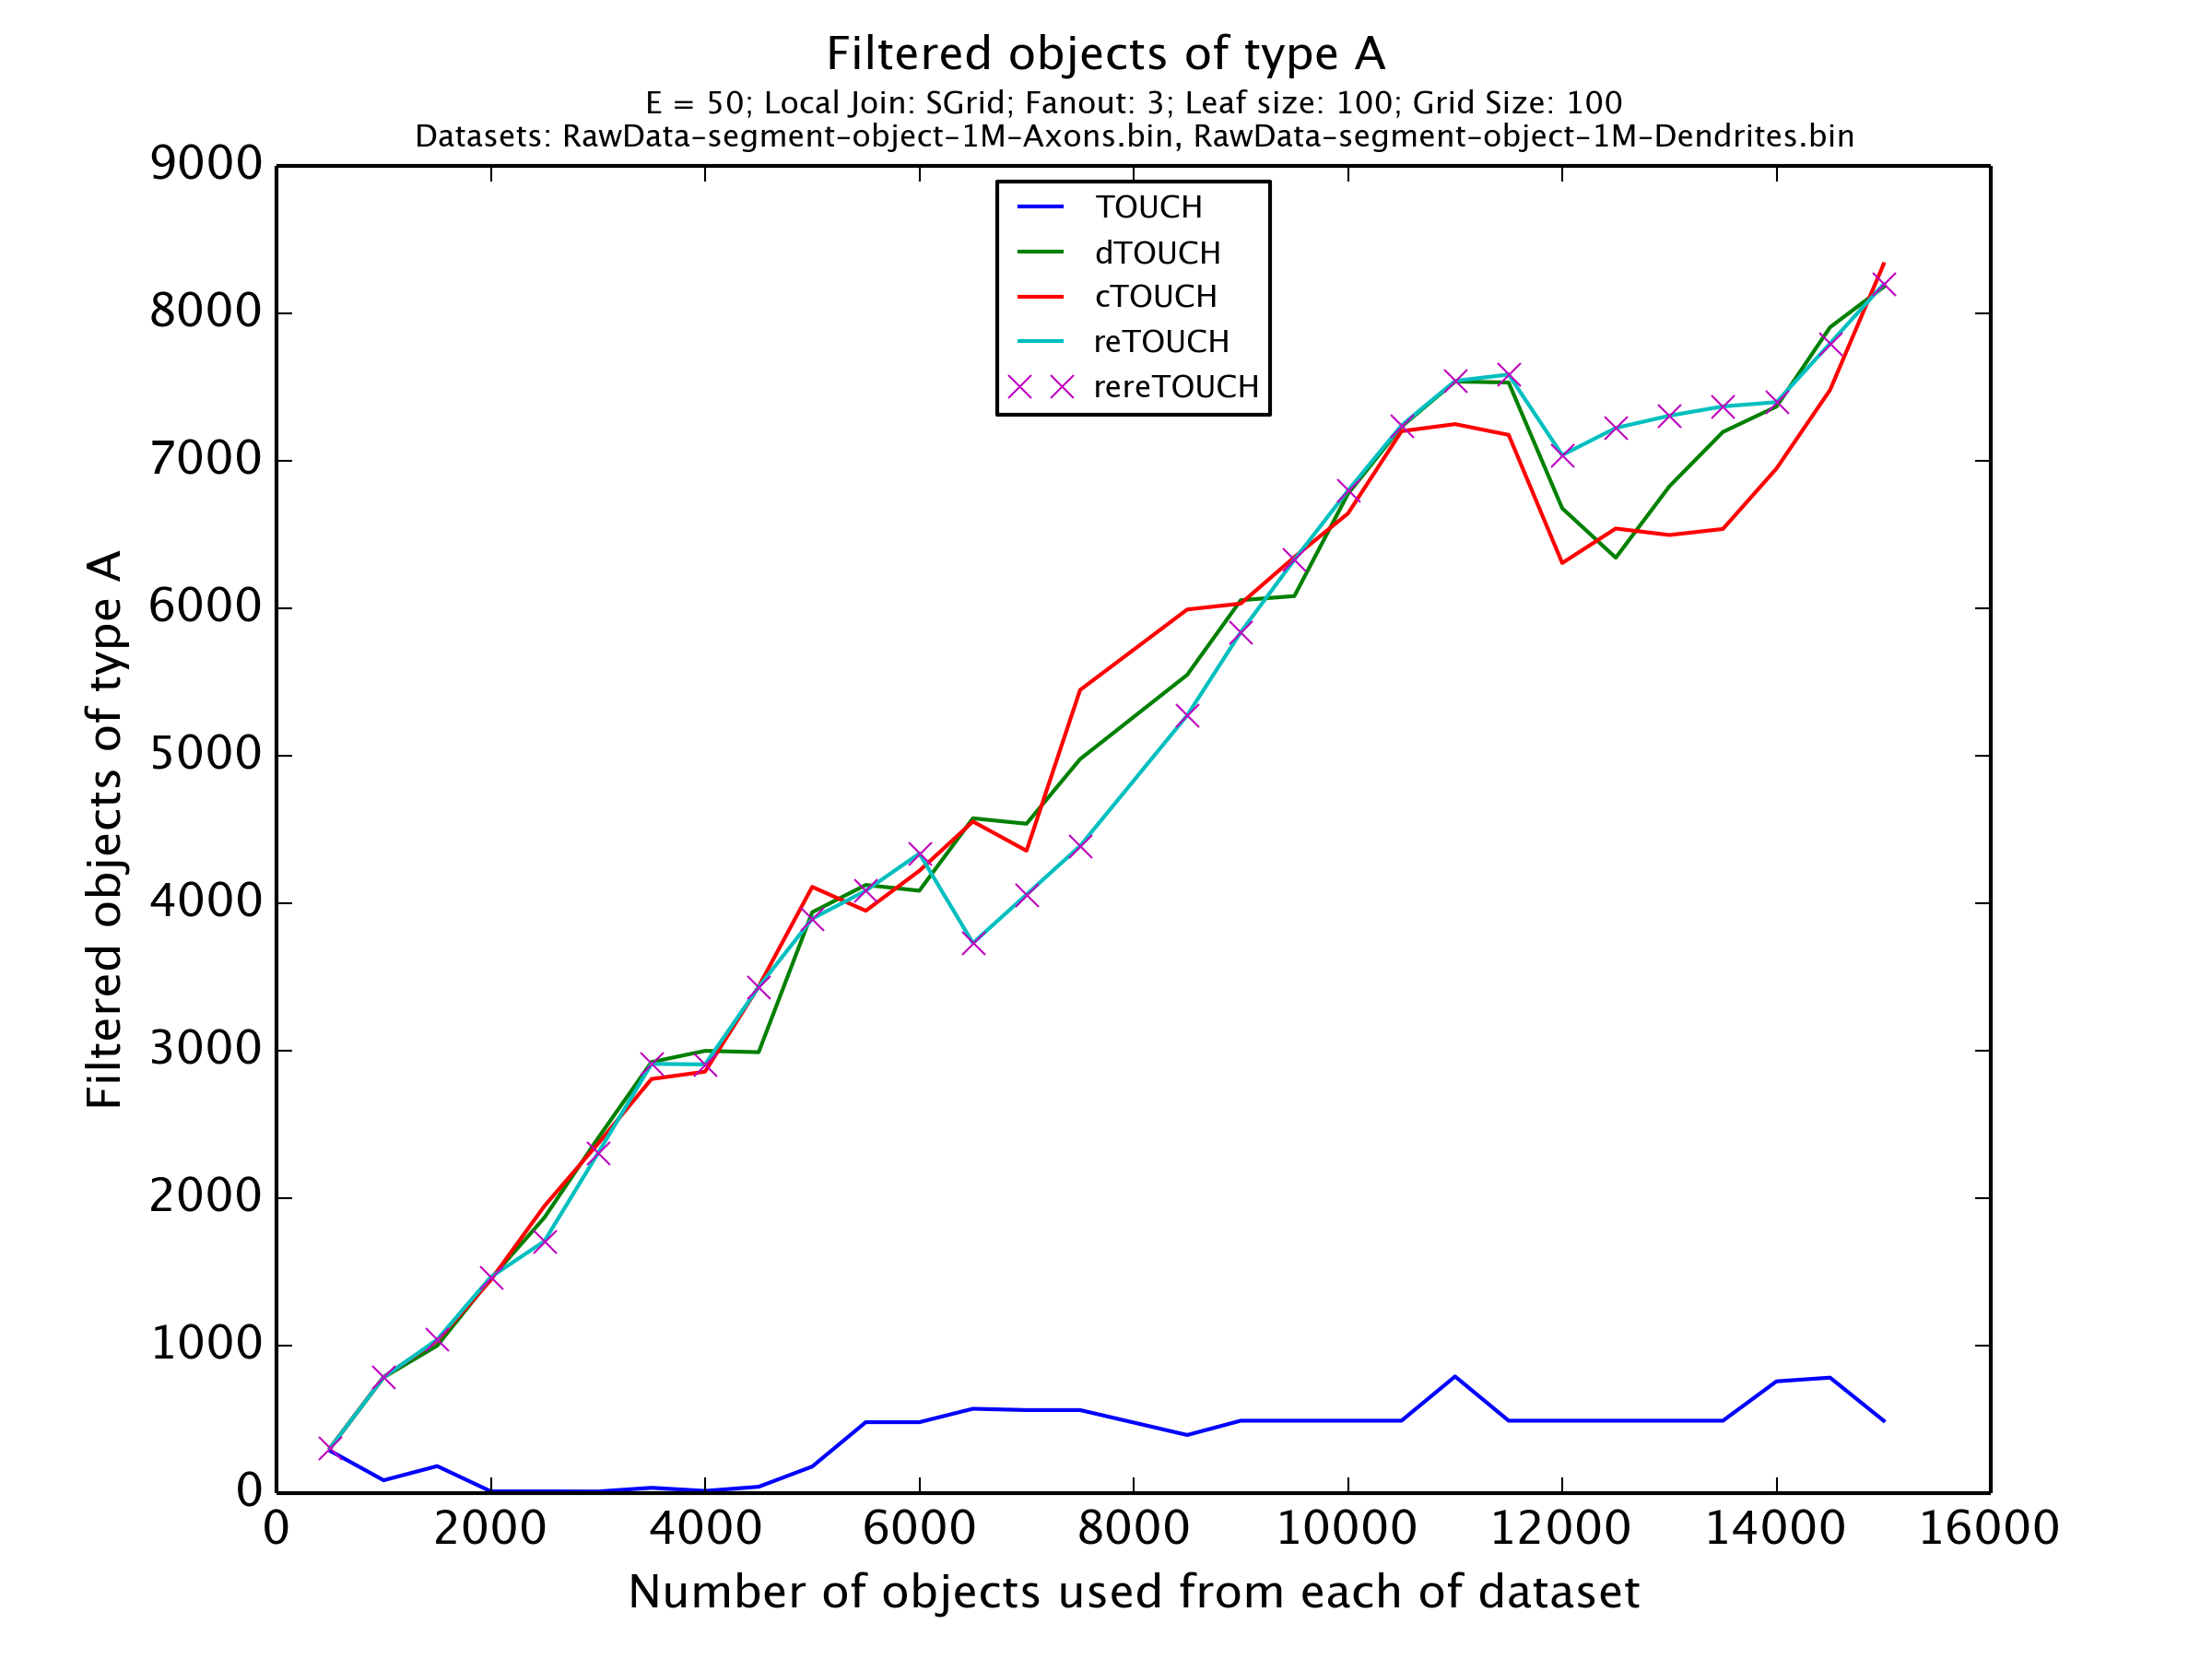 Filtered objects of type A
E = 50; Local Join: SGrid; Fanout: 3; Leaf size: 100; Grid Size: 100
Datasets: RawData-segment-object-1M-Axons.bin, RawData-segment-object-1M-Dendrites.bin
9000
8000
7000
6000
5000
4000
3000
2000
1000
0
Filtered objects of type A
TOUCH
dTOUCH
cTOUCH
reTOUCH
rereTOUCH
0 2000 4000 6000 8000 10000 12000 14000 16000
Number of objects used from each of dataset